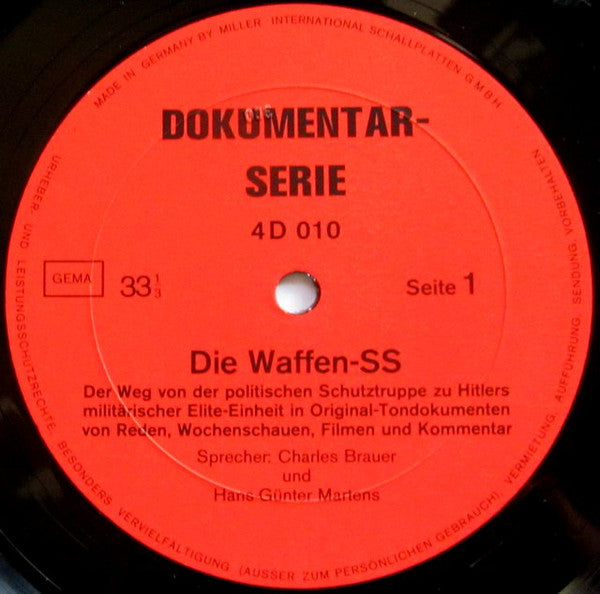 MADE IN GERMANY BY MILLER INTERNATIONAL SCHALLPLATTEN G.M.B.H
DOKUMENTAR-
SERIE
4D 010
GEMA
33 1/3
Seite 1
Die Waffen-SS
Der Weg von der politischen Schutztruppe zu Hitlers
militärischer Elite-Einheit in Original-Tondokumenten
von Reden, Wochenschauen, Filmen und Kommentar
Sprecher: Charles Brauer
und
Hans Günter Martens
URHEBER- UND LEISTUNGSSCHUTZRECHTE, BESONDERS VERVIELFÄLTIGUNG (AUSSER ZUM PERSÖNLICHEN GEBRAUCH), VERMIETUNG, AUFFÜHRUNG, SENDUNG VORBEHALTEN